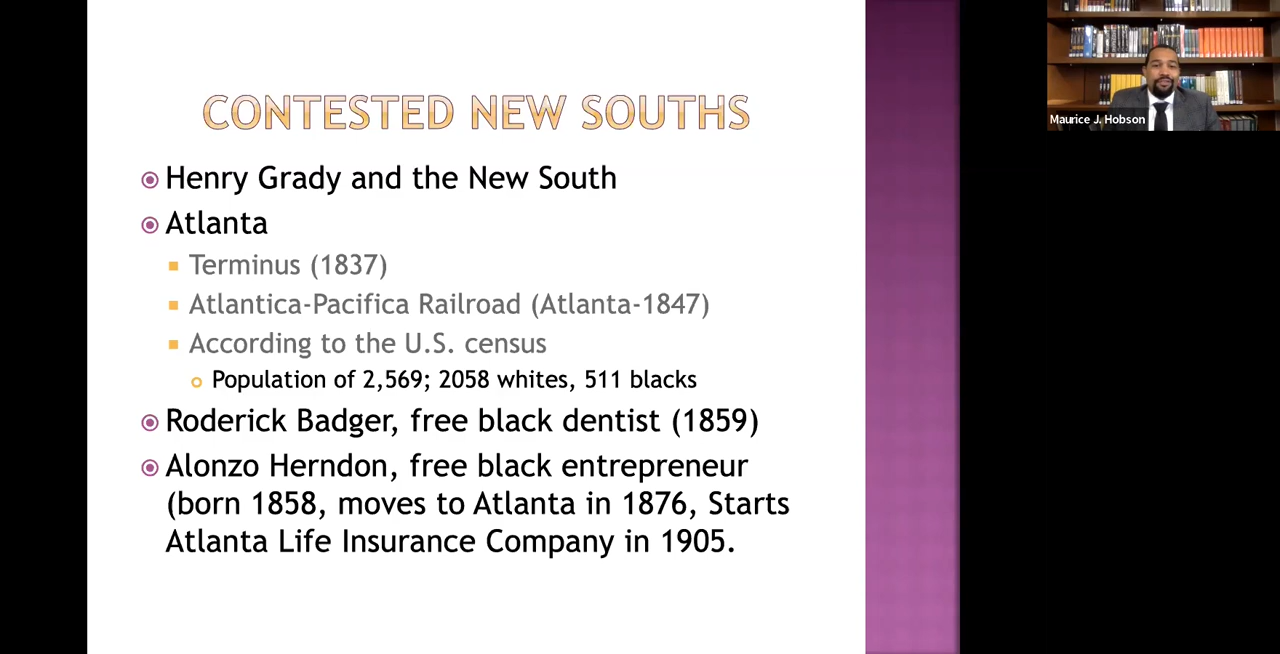 CONTESTED NEW SOUTHS
Henry Grady and the New South
Atlanta
Terminus (1837)
Atlantica-Pacifica Railroad (Atlanta-1847)
According to the U.S. census
Population of 2,569; 2058 whites, 511 blacks
Roderick Badger, free black dentist (1859)
Alonzo Herndon, free black entrepreneur
(born 1858, moves to Atlanta in 1876, Starts
Atlanta Life Insurance Company in 1905.
Maurice J. Hobson